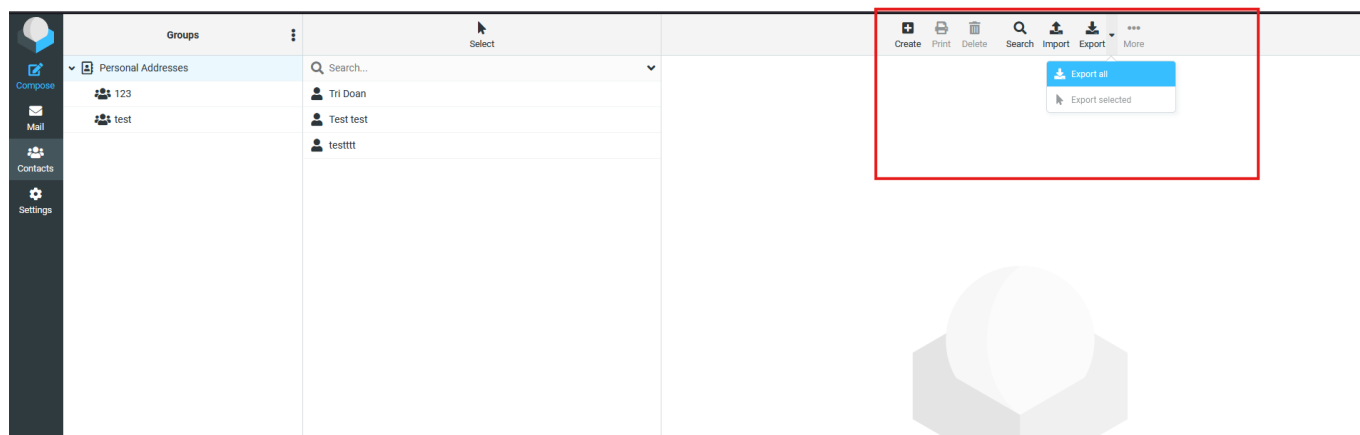 Groups
Select
Create Print Delete Search Import Export More
Compose
Mail
Contacts
Settings
Personal Addresses
123
test
Search...
Tri Doan
Test test
testttt
Export all
Export selected